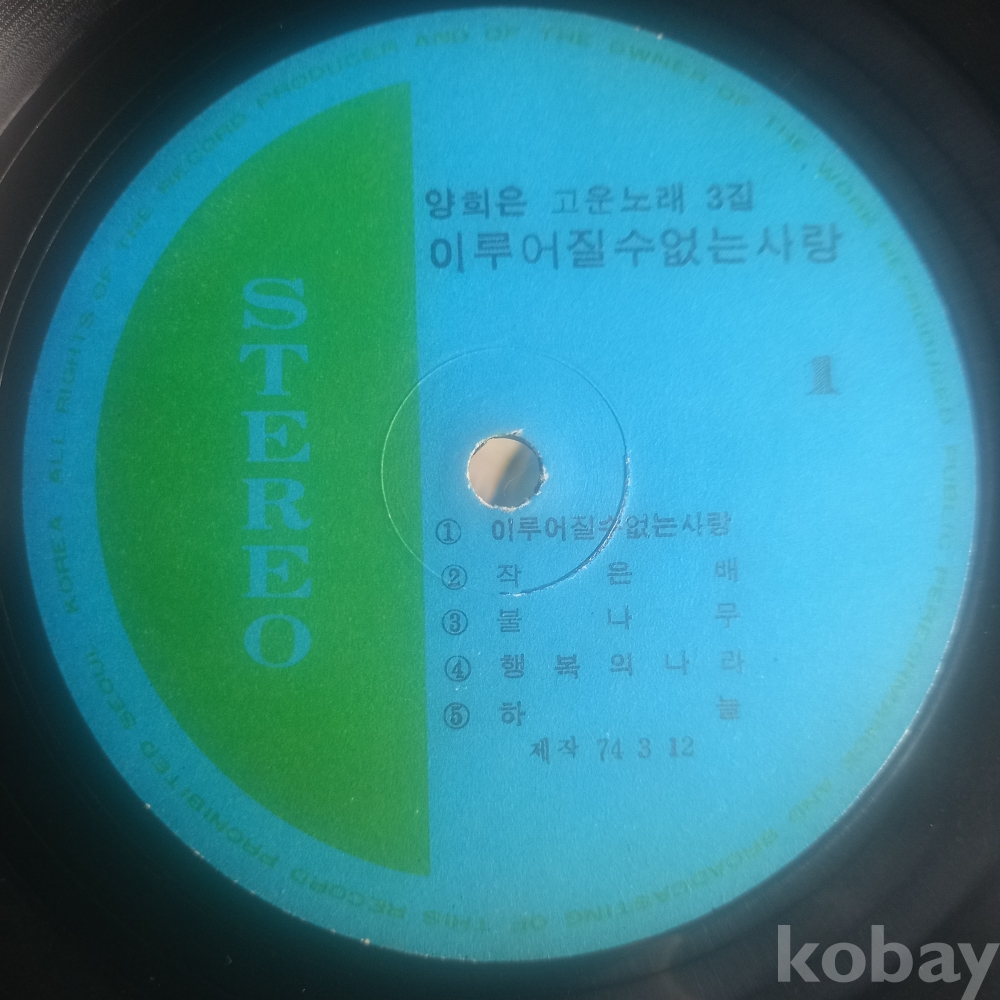 양희은 고운노래 3집
이루어질수없는사랑
1
STEREO
① 이루어질수없는사랑
② 작은배
③ 불나무
④ 행복의나라
⑤ 하늘
제작 74 3 12
ALL RIGHTS OF THE RECORD PRODUCER AND OF THE OWNER OF THE WORK REPRODUCED PUBLIC PERFORMANCE AND BROADCASTING OF THIS RECORD PROHIBITED SEOUL KOREA
kobay